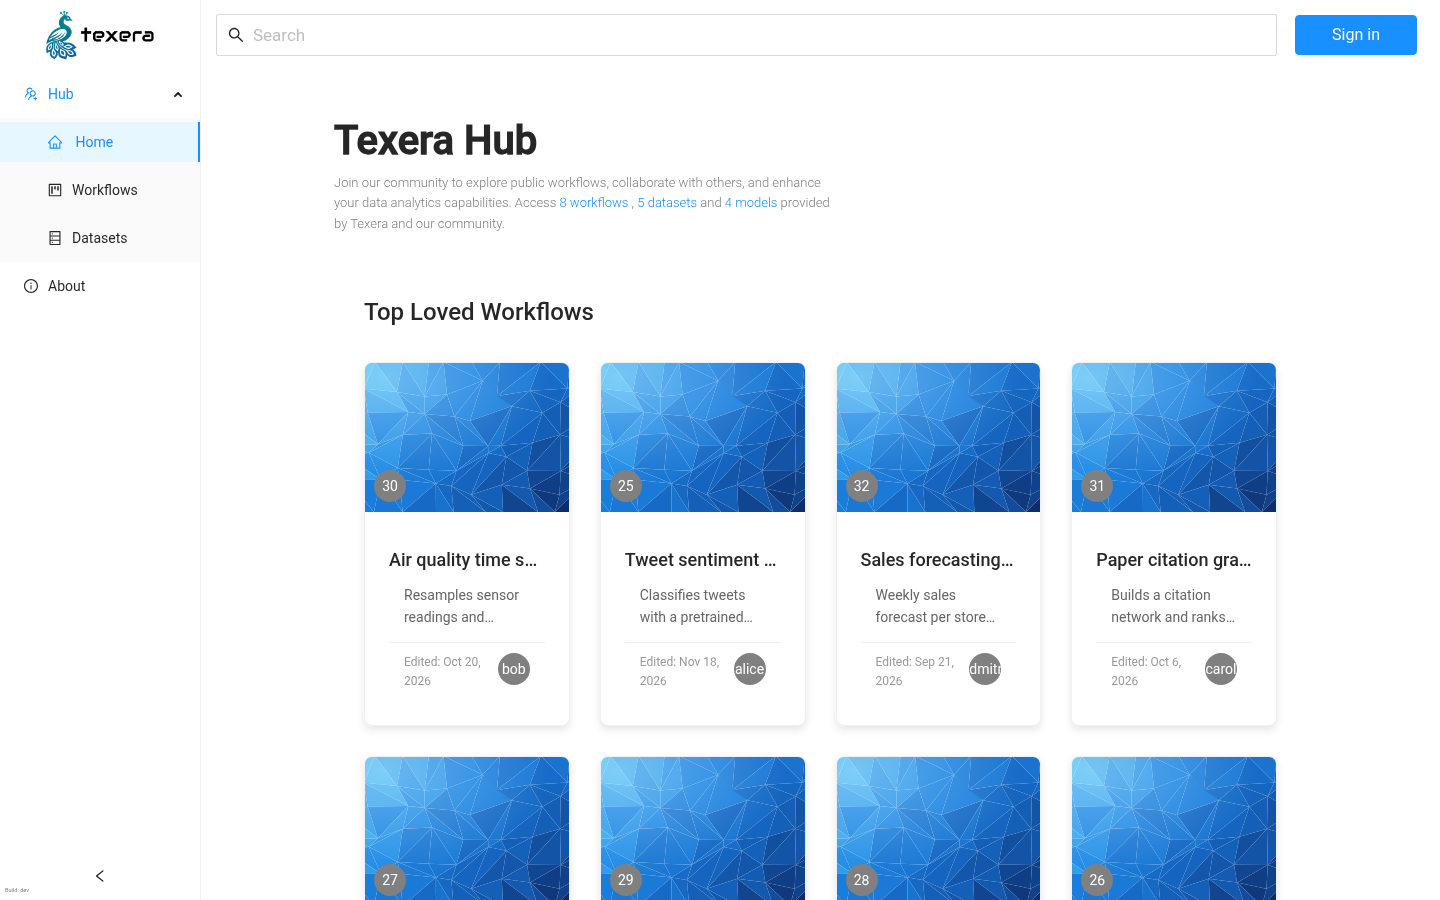 texera
Search
Sign in
Hub
Home
Workflows
Datasets
About
Texera Hub
Join our community to explore public workflows, collaborate with others, and enhance
your data analytics capabilities. Access 8 workflows , 5 datasets and 4 models provided
by Texera and our community.
Top Loved Workflows
30
25
32
31
Air quality time s...
Tweet sentiment ...
Sales forecasting...
Paper citation gra...
Resamples sensor
readings and...
Classifies tweets
with a pretrained...
Weekly sales
forecast per store...
Builds a citation
network and ranks...
Edited: Oct 20,
2026
bob
Edited: Nov 18,
2026
alice
Edited: Sep 21,
2026
dmitr
Edited: Oct 6,
2026
carol
27
29
28
26
Build: dev